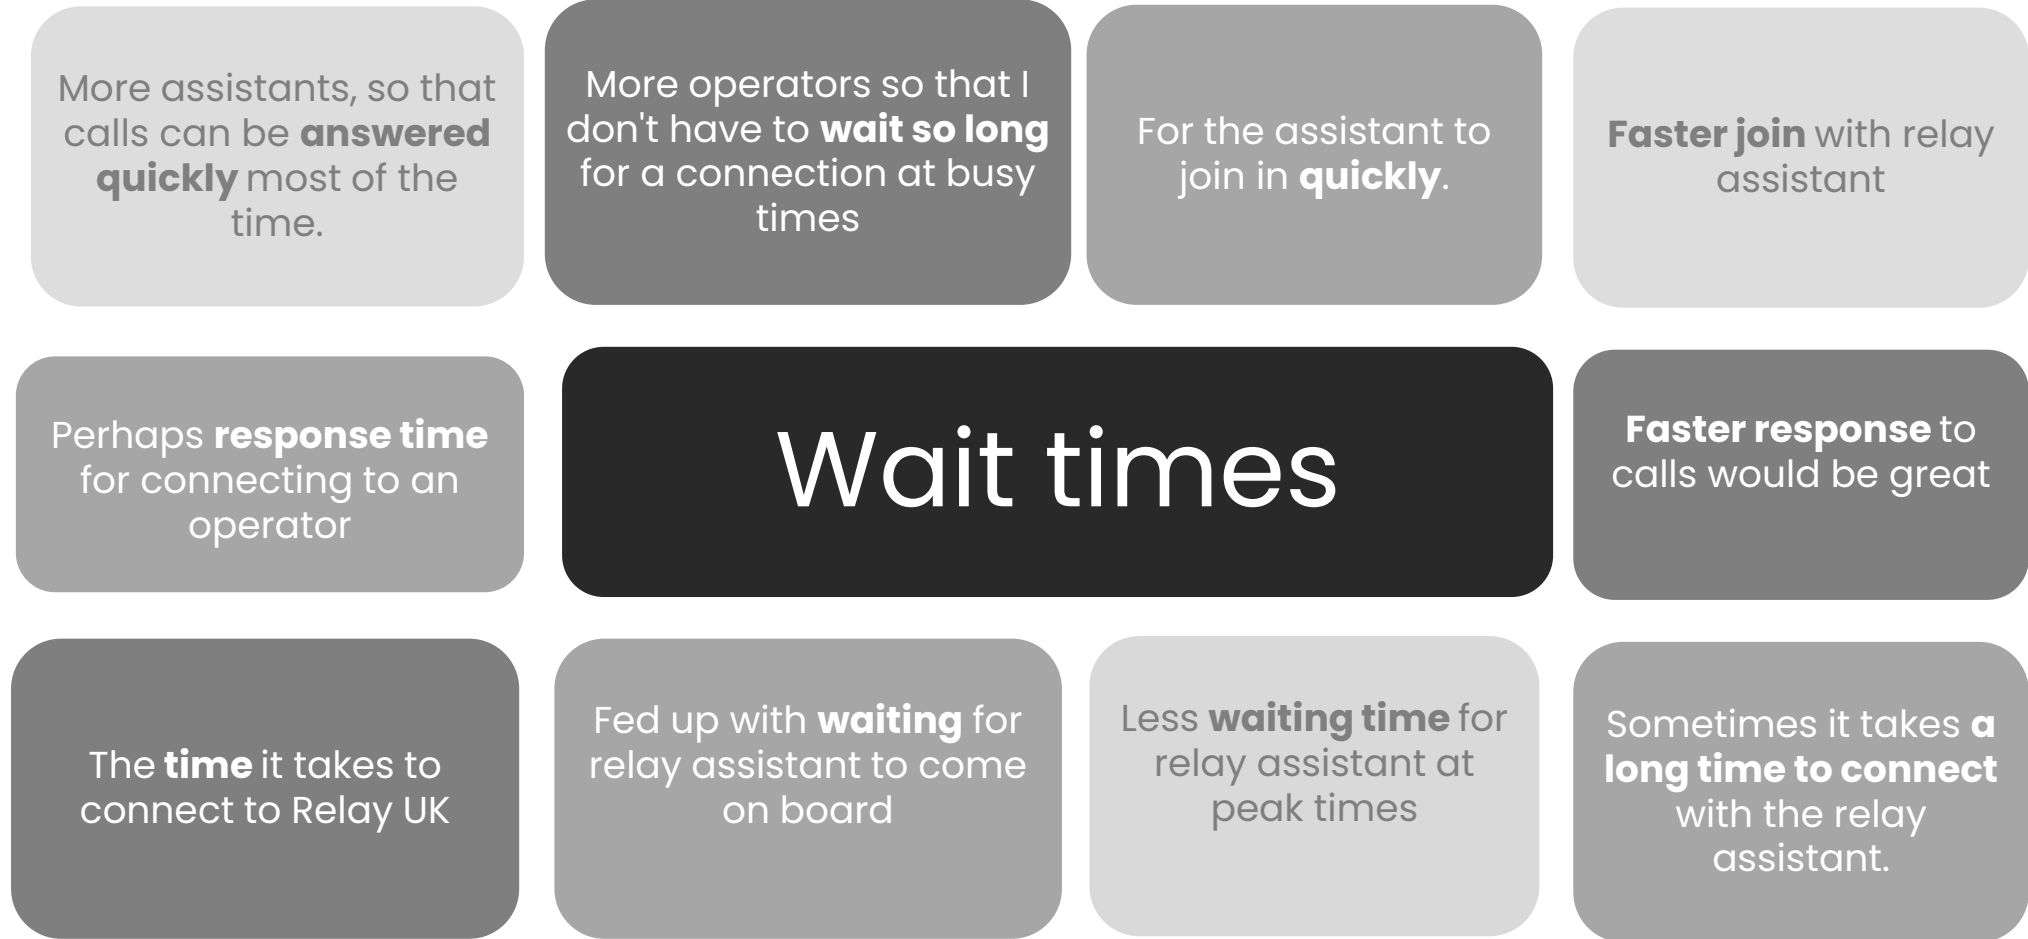 More assistants, so that
calls can be answered
quickly most of the
time.
More operators so that I
don't have to wait so long
for a connection at busy
times
For the assistant to
join in quickly.
Faster join with relay
assistant
Perhaps response time
for connecting to an
operator
Wait times
Faster response to
calls would be great
The time it takes to
connect to Relay UK
Fed up with waiting for
relay assistant to come
on board
Less waiting time for
relay assistant at
peak times
Sometimes it takes a
long time to connect
with the relay
assistant.